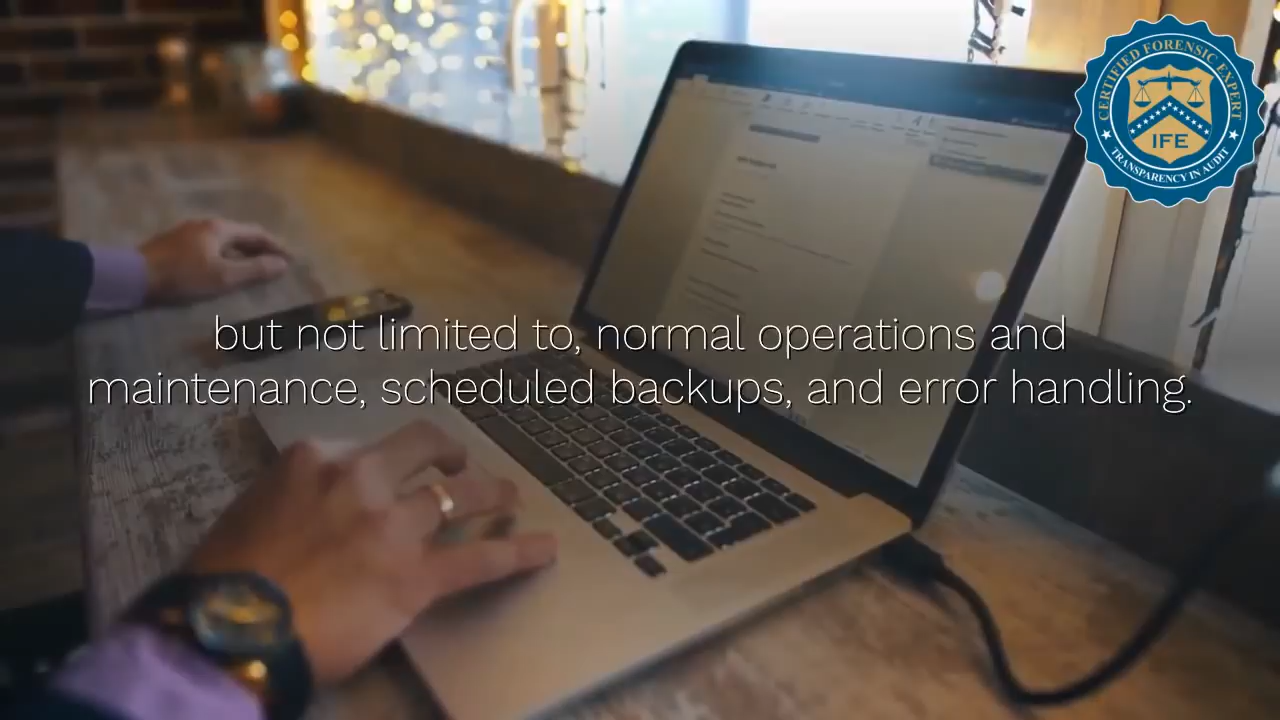 CERTIFIED FORENSIC EXPERT
IFE
TRANSPARENCY IN AUDIT
but not limited to, normal operations and
maintenance, scheduled backups, and error handling.